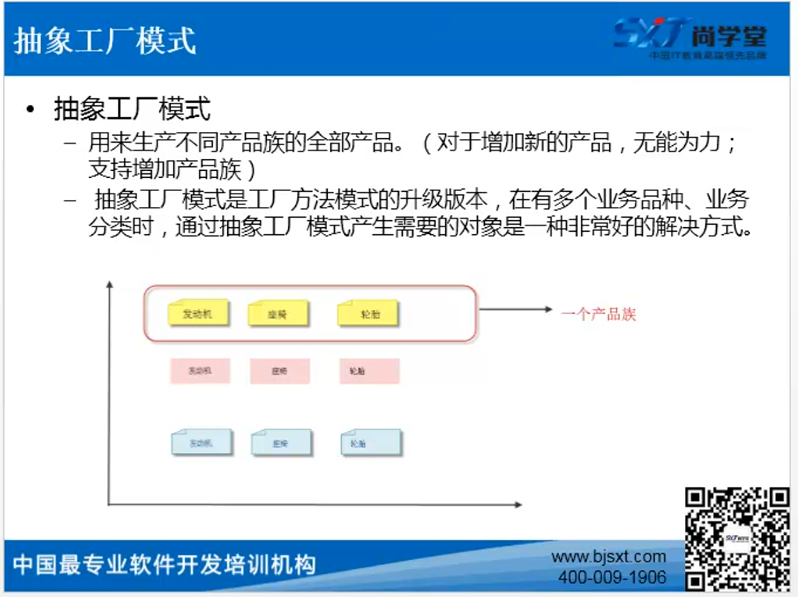 抽象工厂模式
SXT 尚学堂
中国IT教育高端领先品牌
• 抽象工厂模式
– 用来生产不同产品族的全部产品。（对于增加新的产品，无能为力；
支持增加产品族）
– 抽象工厂模式是工厂方法模式的升级版本，在有多个业务品种、业务
分类时，通过抽象工厂模式产生需要的对象是一种非常好的解决方式。
发动机 座椅 轮胎
一个产品族
发动机 座椅 轮胎
发动机 座椅 轮胎
中国最专业软件开发培训机构
www.bjsxt.com
400-009-1906